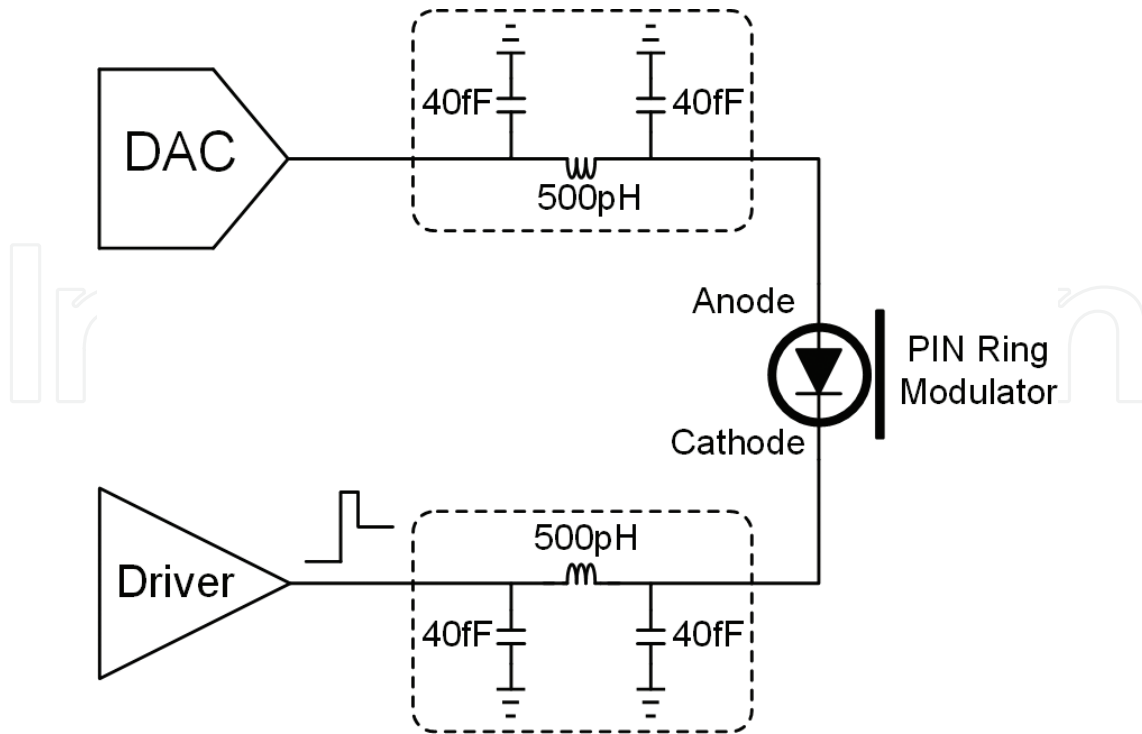 40fF
40fF
DAC
500pH
Anode
PIN Ring
Modulator
Cathode
500pH
Driver
40fF
40fF